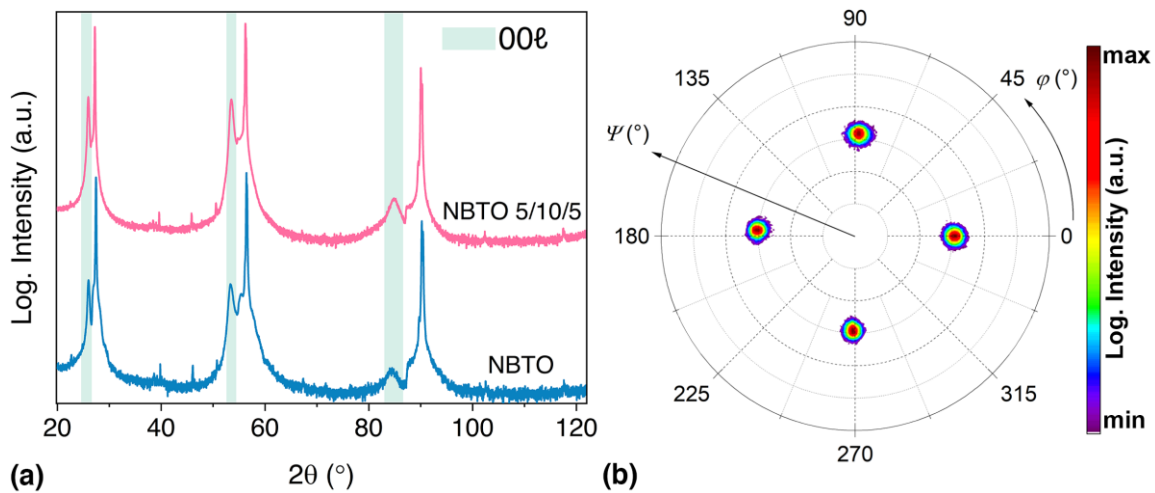 00ℓ
NBTO 5/10/5
NBTO
Log. Intensity (a.u.)
20 40 60 80 100 120
2θ (°)
(a)
90
135
45
φ (°)
Ψ (°)
180
0
225
315
270
(b)
max
Log. Intensity (a.u.)
min